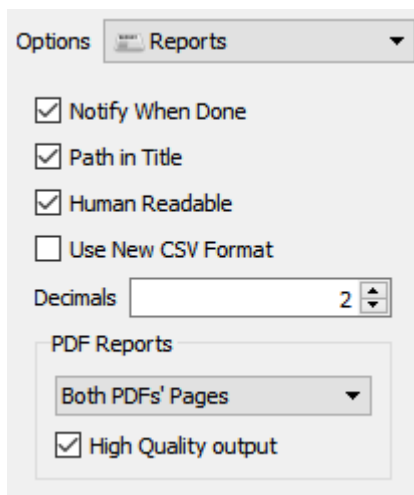 Options Reports
Notify When Done
Path in Title
Human Readable
Use New CSV Format
Decimals 2
PDF Reports
Both PDFs' Pages
High Quality output